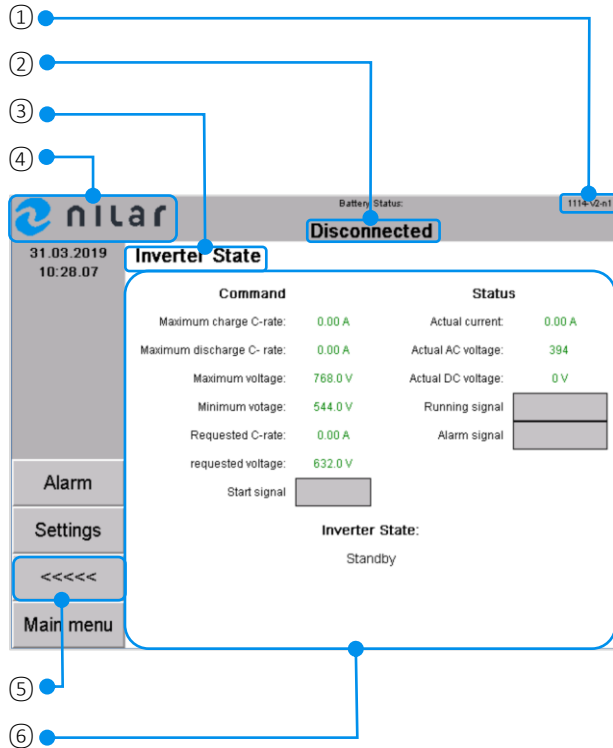 ①
②
③
④
nilar
Battery Status:
1114-v2-n1
Disconnected
31.03.2019
10:28.07
Inverter State
Command
Status
Maximum charge C-rate: 0.00 A
Actual current: 0.00 A
Maximum discharge C- rate: 0.00 A
Actual AC voltage: 394
Maximum voltage: 768.0 V
Actual DC voltage: 0 V
Minimum votage: 544.0 V
Running signal
Requested C-rate: 0.00 A
Alarm signal
requested voltage: 632.0 V
Start signal
Inverter State:
Standby
Alarm
Settings
<<<<<
Main menu
⑤
⑥